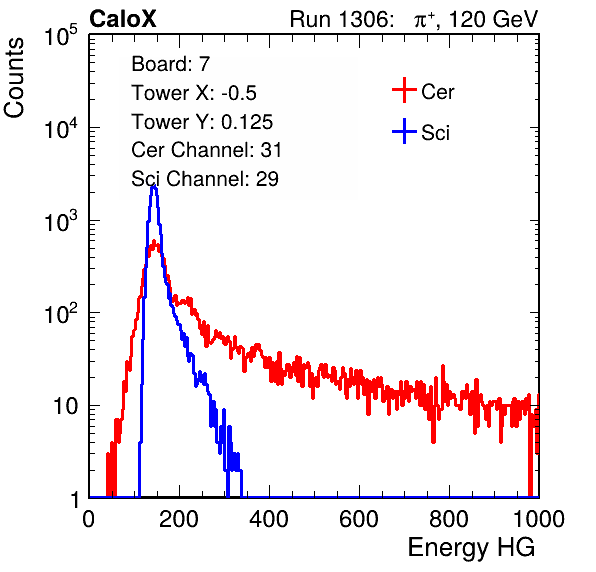 CaloX Run 1306: π⁺, 120 GeV
Counts
10⁵
10⁴
10³
10²
10
1
Board: 7
Tower X: -0.5
Tower Y: 0.125
Cer Channel: 31
Sci Channel: 29
Cer
Sci
0 200 400 600 800 1000
Energy HG